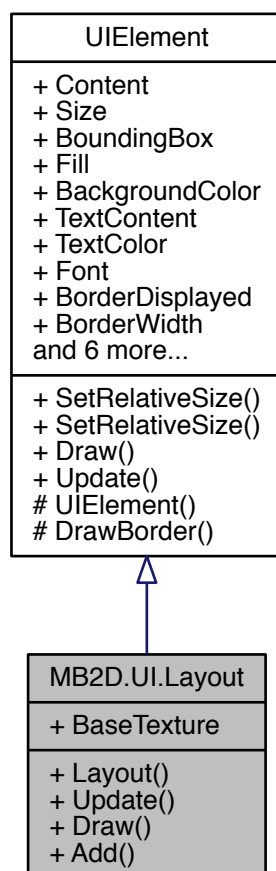 UIElement
+ Content
+ Size
+ BoundingBox
+ Fill
+ BackgroundColor
+ TextContent
+ TextColor
+ Font
+ BorderDisplayed
+ BorderWidth
and 6 more...
+ SetRelativeSize()
+ SetRelativeSize()
+ Draw()
+ Update()
# UIElement()
# DrawBorder()
MB2D.UI.Layout
+ BaseTexture
+ Layout()
+ Update()
+ Draw()
+ Add()